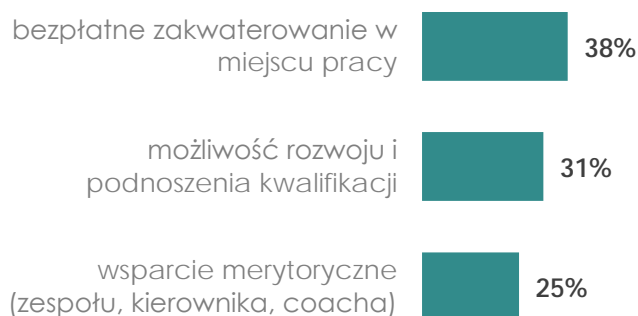 bezpłatne zakwaterowanie w
miejscu pracy
38%
możliwość rozwoju i
podnoszenia kwalifikacji
31%
wsparcie merytoryczne
(zespołu, kierownika, coacha)
25%